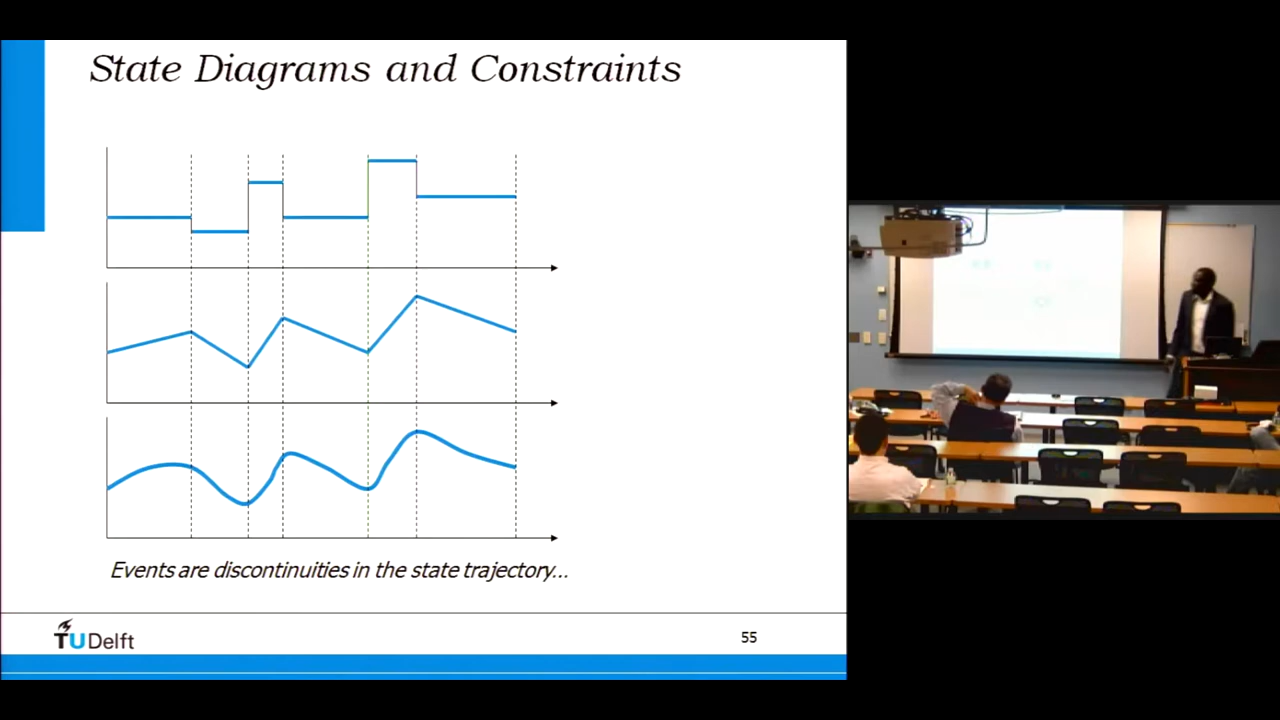 State Diagrams and Constraints
Events are discontinuities in the state trajectory...
TU Delft
55